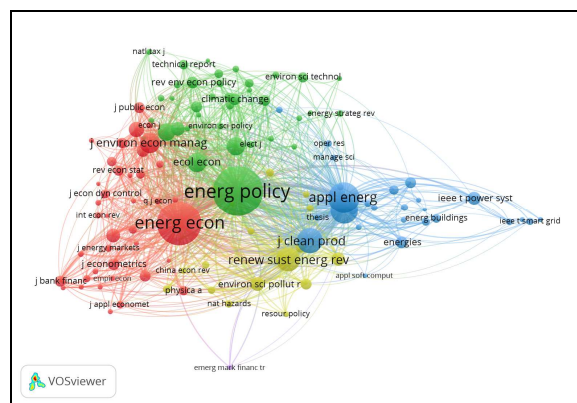 natl tax j
technical report
environ sci technol
rev env econ policy
climatic change
j public econ
energy strateg rev
econ j
environ sci policy
oper res
j environ econ manag
elect j
manage sci
ecol econ
rev econ stat
energ policy
appl energ
j econ dyn control
q j econ
ieee t power syst
thesis
int econ rev
energ econ
energ buildings
ieee t smart grid
j energy markets
j clean prod
energies
renew sust energ rev
j econometrics
china econ rev
appl soft comput
j bank financ
empir econ
environ sci pollut r
physica a
j appl economet
nat hazards
resour policy
emerg mark financ tr
VOSviewer